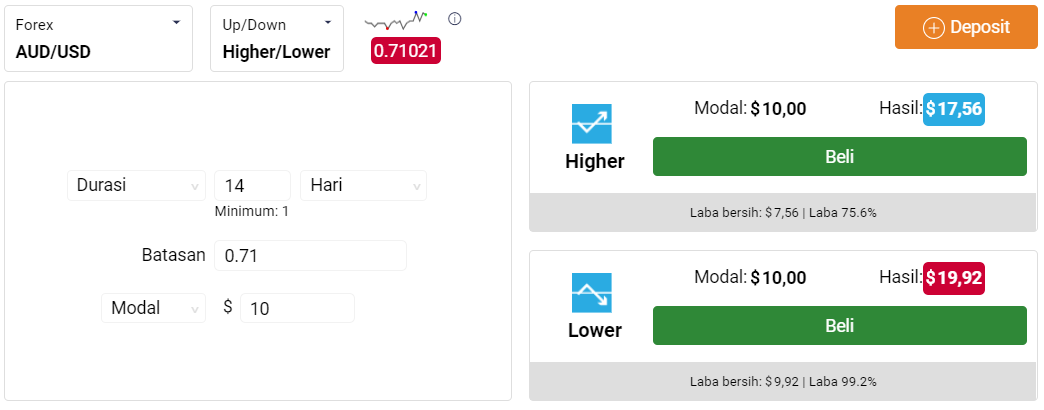 Forex
AUD/USD
Up/Down
Higher/Lower
0.71021
Deposit
Durasi 14 Hari
Minimum: 1
Batasan 0.71
Modal $ 10
Modal: $10,00 Hasil: $17,56
Higher
Beli
Laba bersih: $7,56 | Laba 75.6%
Modal: $10,00 Hasil: $19,92
Lower
Beli
Laba bersih: $9,92 | Laba 99.2%